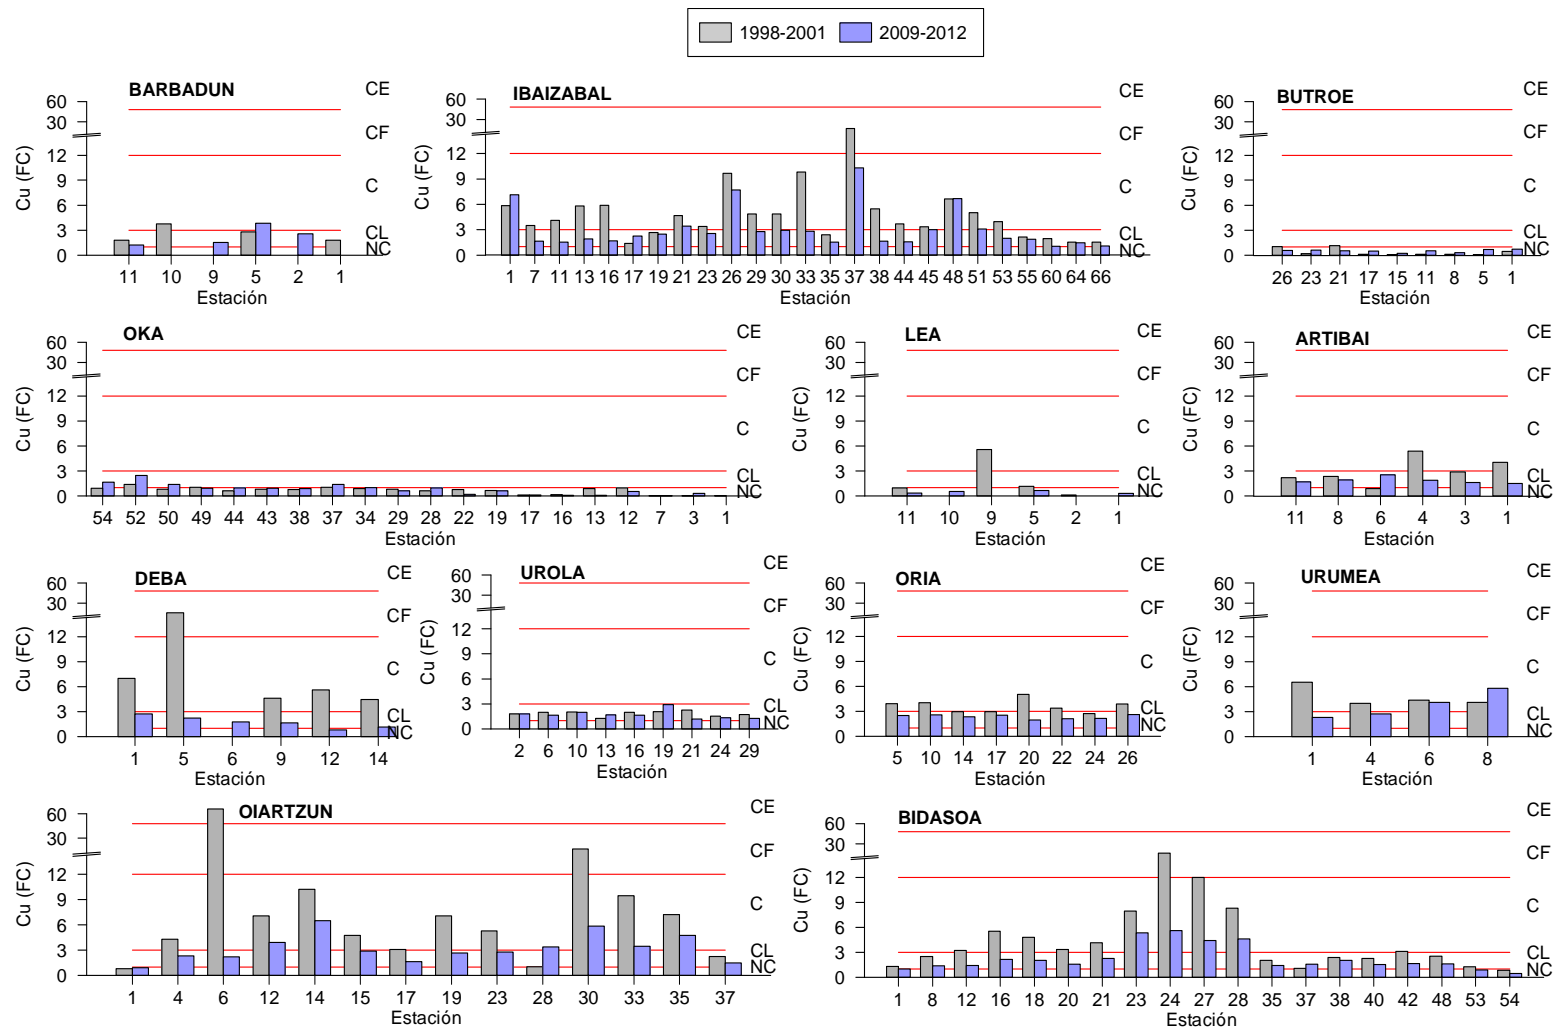 1998-2001 2009-2012
BARBADUN
Cu (FC)
60
30
12
9
6
3
0
CE
CF
C
CL
NC
11 10 9 5 2 1
Estación
IBAIZABAL
Cu (FC)
60
30
12
9
6
3
0
CE
CF
C
CL
NC
1 7 11 13 16 17 19 21 23 26 29 30 33 35 37 38 44 45 48 51 53 55 60 64 66
Estación
BUTROE
Cu (FC)
60
30
12
9
6
3
0
CE
CF
C
CL
NC
26 23 21 17 15 11 8 5 1
Estación
OKA
Cu (FC)
60
30
12
9
6
3
0
CE
CF
C
CL
NC
54 52 50 49 44 43 38 37 34 29 28 22 19 17 16 13 12 7 3 1
Estación
LEA
Cu (FC)
60
30
12
9
6
3
0
CE
CF
C
CL
NC
11 10 9 5 2 1
Estación
ARTIBAI
Cu (FC)
60
30
12
9
6
3
0
CE
CF
C
CL
NC
11 8 6 4 3 1
Estación
DEBA
Cu (FC)
60
30
12
9
6
3
0
CE
CF
C
CL
NC
1 5 6 9 12 14
Estación
UROLA
Cu (FC)
60
30
12
9
6
3
0
CE
CF
C
CL
NC
2 6 10 13 16 19 21 24 29
Estación
ORIA
Cu (FC)
60
30
12
9
6
3
0
CE
CF
C
CL
NC
5 10 14 17 20 22 24 26
Estación
URUMEA
Cu (FC)
60
30
12
9
6
3
0
CE
CF
C
CL
NC
1 4 6 8
Estación
OIARTZUN
Cu (FC)
60
30
12
9
6
3
0
CE
CF
C
CL
NC
1 4 6 12 14 15 17 19 23 28 30 33 35 37
Estación
BIDASOA
Cu (FC)
60
30
12
9
6
3
0
CE
CF
C
CL
NC
1 8 12 16 18 20 21 23 24 27 28 35 37 38 40 42 48 53 54
Estación